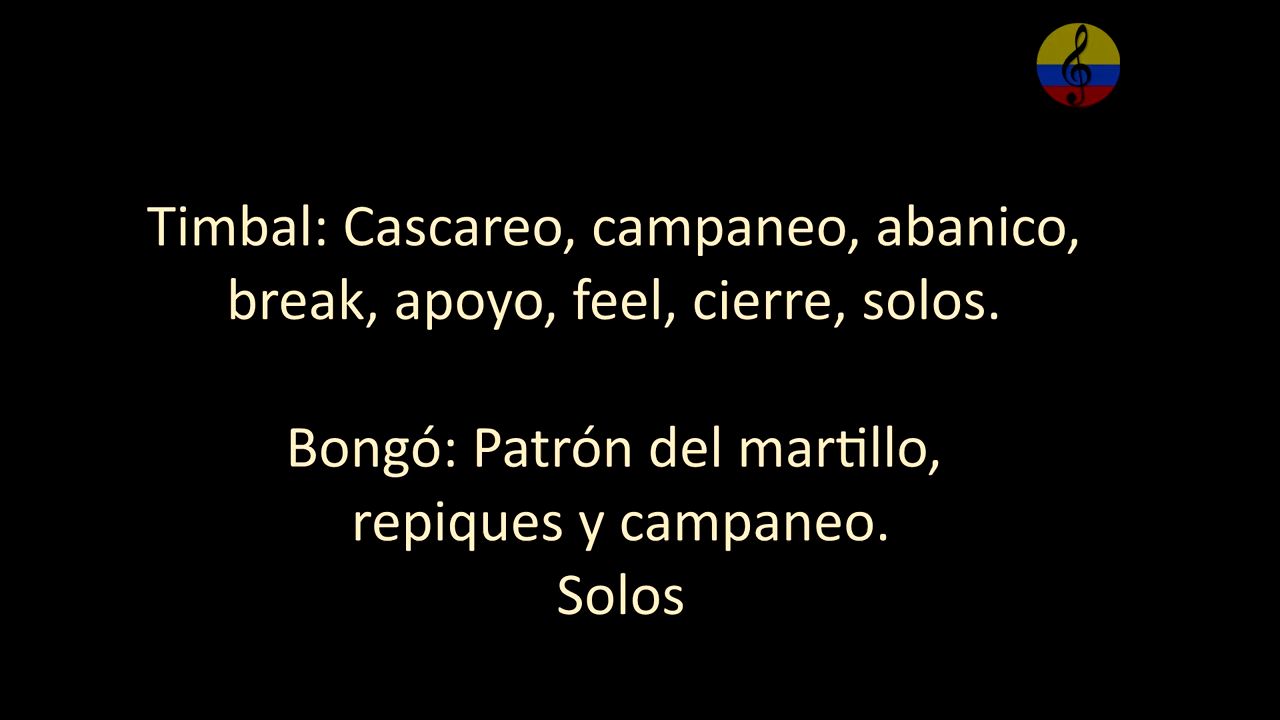 Timbal: Cascareo, campaneo, abanico,
break, apoyo, feel, cierre, solos.
Bongó: Patrón del martillo,
repiques y campaneo.
Solos